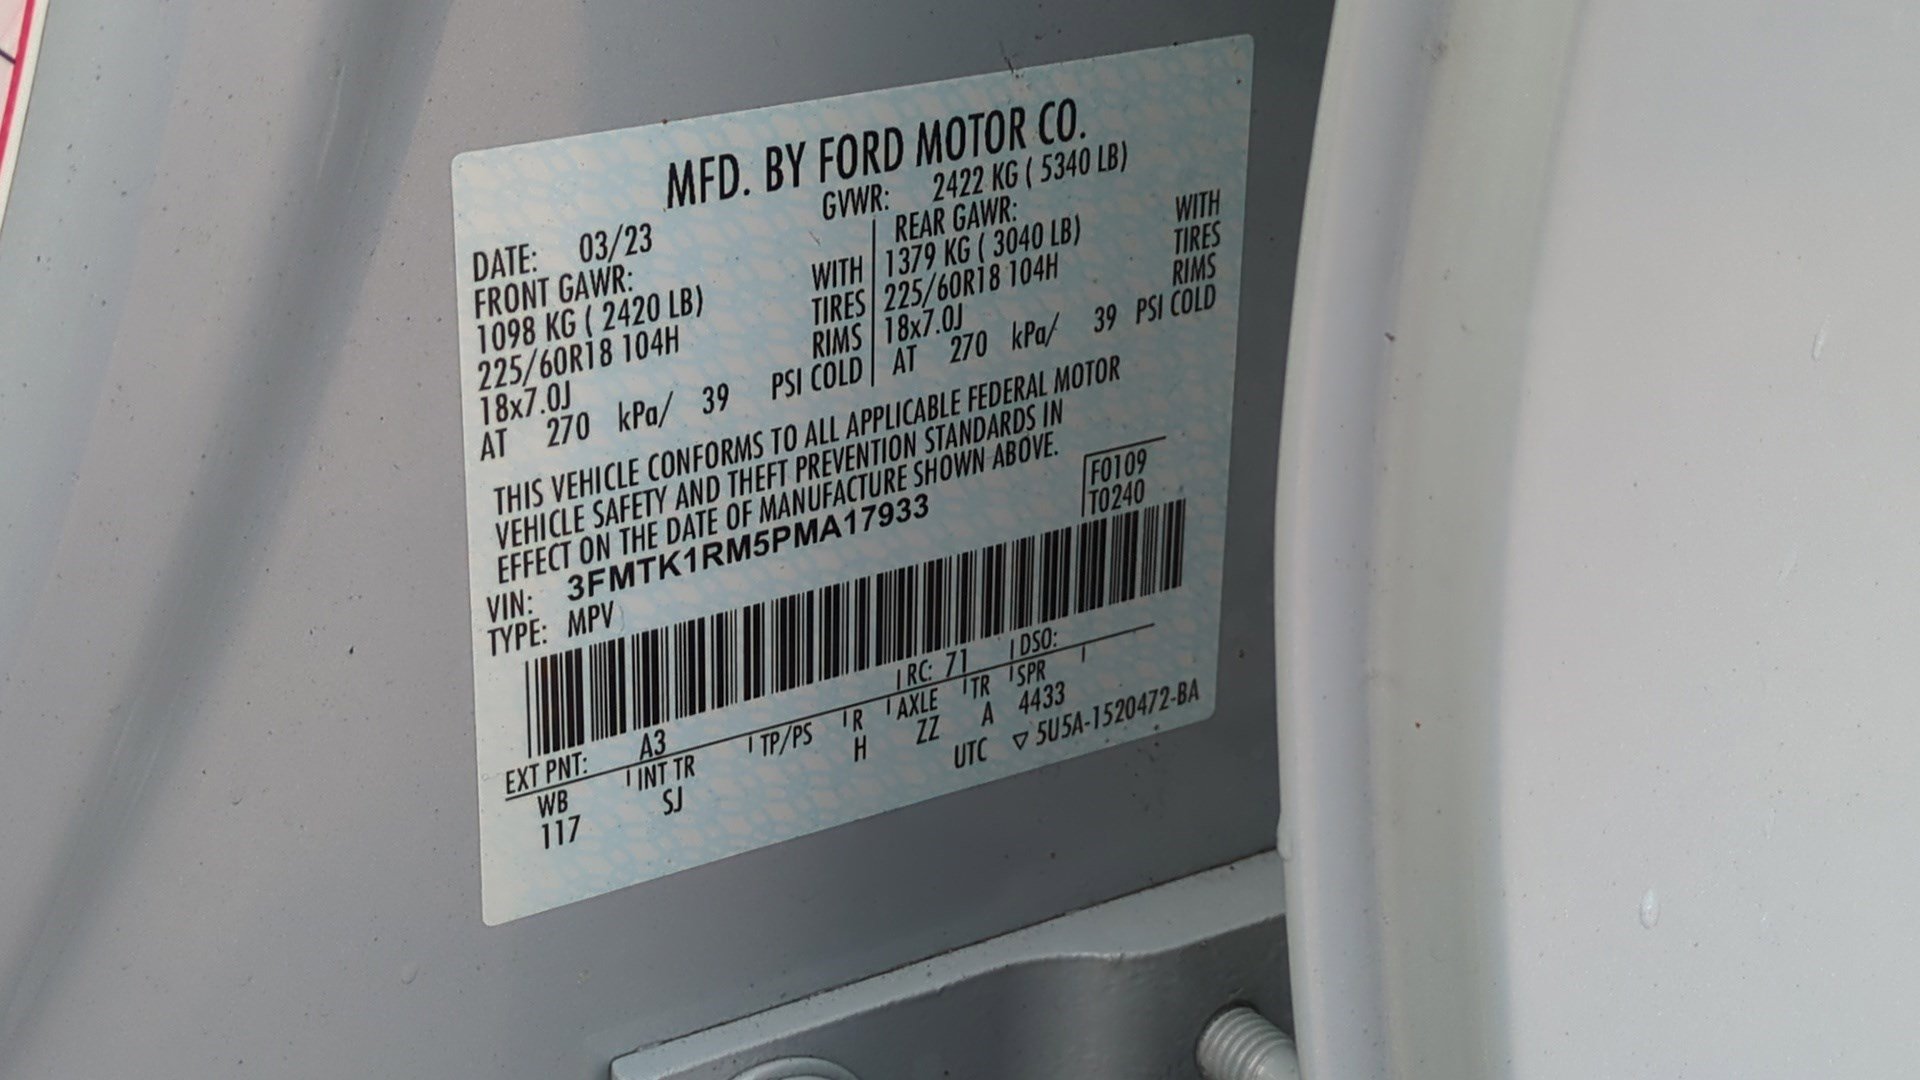 MFD. BY FORD MOTOR CO.
DATE: 03/23 GVWR: 2422 KG ( 5340 LB)
FRONT GAWR: REAR GAWR:
1098 KG ( 2420 LB) WITH 1379 KG ( 3040 LB) WITH
225/60R18 104H TIRES 225/60R18 104H TIRES
18x7.0J RIMS 18x7.0J RIMS
AT 270 kPa/ 39 PSI COLD AT 270 kPa/ 39 PSI COLD
THIS VEHICLE CONFORMS TO ALL APPLICABLE FEDERAL MOTOR
VEHICLE SAFETY AND THEFT PREVENTION STANDARDS IN
EFFECT ON THE DATE OF MANUFACTURE SHOWN ABOVE.
F0109
T0240
VIN: 3FMTK1RM5PMA17933
TYPE: MPV
EXT PNT: A3 RC: 71 DSO:
WB INT TR TP/PS R AXLE TR SPR
117 SJ H ZZ A 4433
UTC ▽ 5U5A-1520472-BA